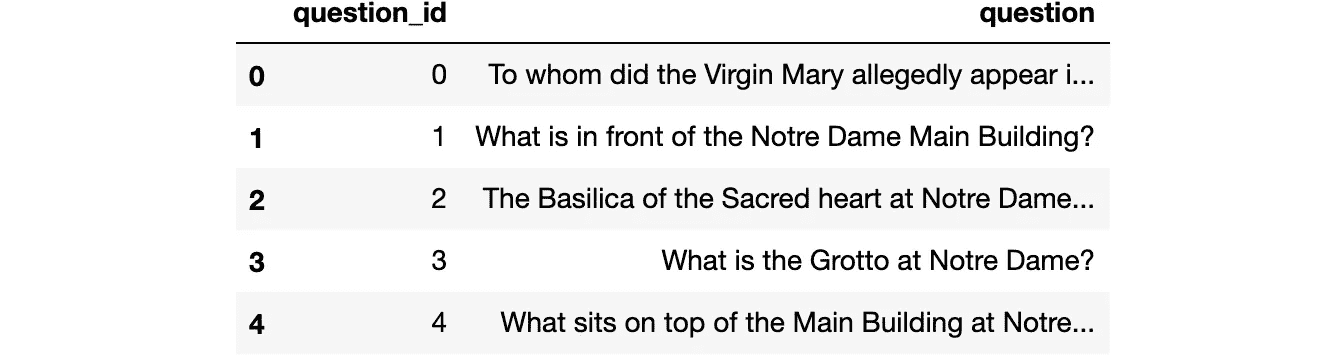 question_id question
0 0 To whom did the Virgin Mary allegedly appear i...
1 1 What is in front of the Notre Dame Main Building?
2 2 The Basilica of the Sacred heart at Notre Dame...
3 3 What is the Grotto at Notre Dame?
4 4 What sits on top of the Main Building at Notre...